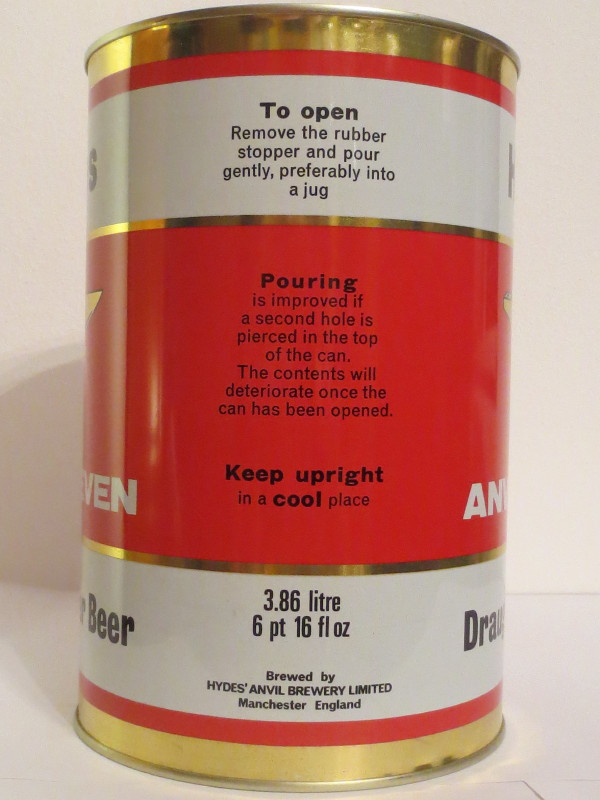 To open
Remove the rubber
stopper and pour
gently, preferably into
a jug
Pouring
is improved if
a second hole is
pierced in the top
of the can.
The contents will
deteriorate once the
can has been opened.
Keep upright
in a cool place
3.86 litre
6 pt 16 fl oz
Brewed by
HYDES' ANVIL BREWERY LIMITED
Manchester England
Beer